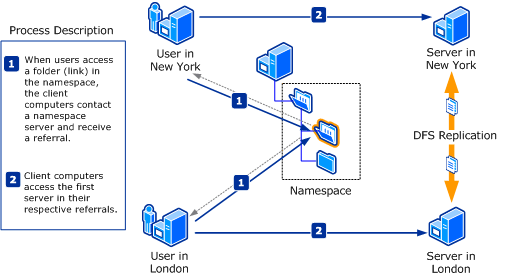 Process Description
1
When users access
a folder (link) in
the namespace,
the client
computers contact
a namespace
server and receive
a referral.
2
Client computers
access the first
server in their
respective referrals.
User in
New York
2
Server in
New York
1
Namespace
DFS Replication
1
User in
London
2
Server in
London